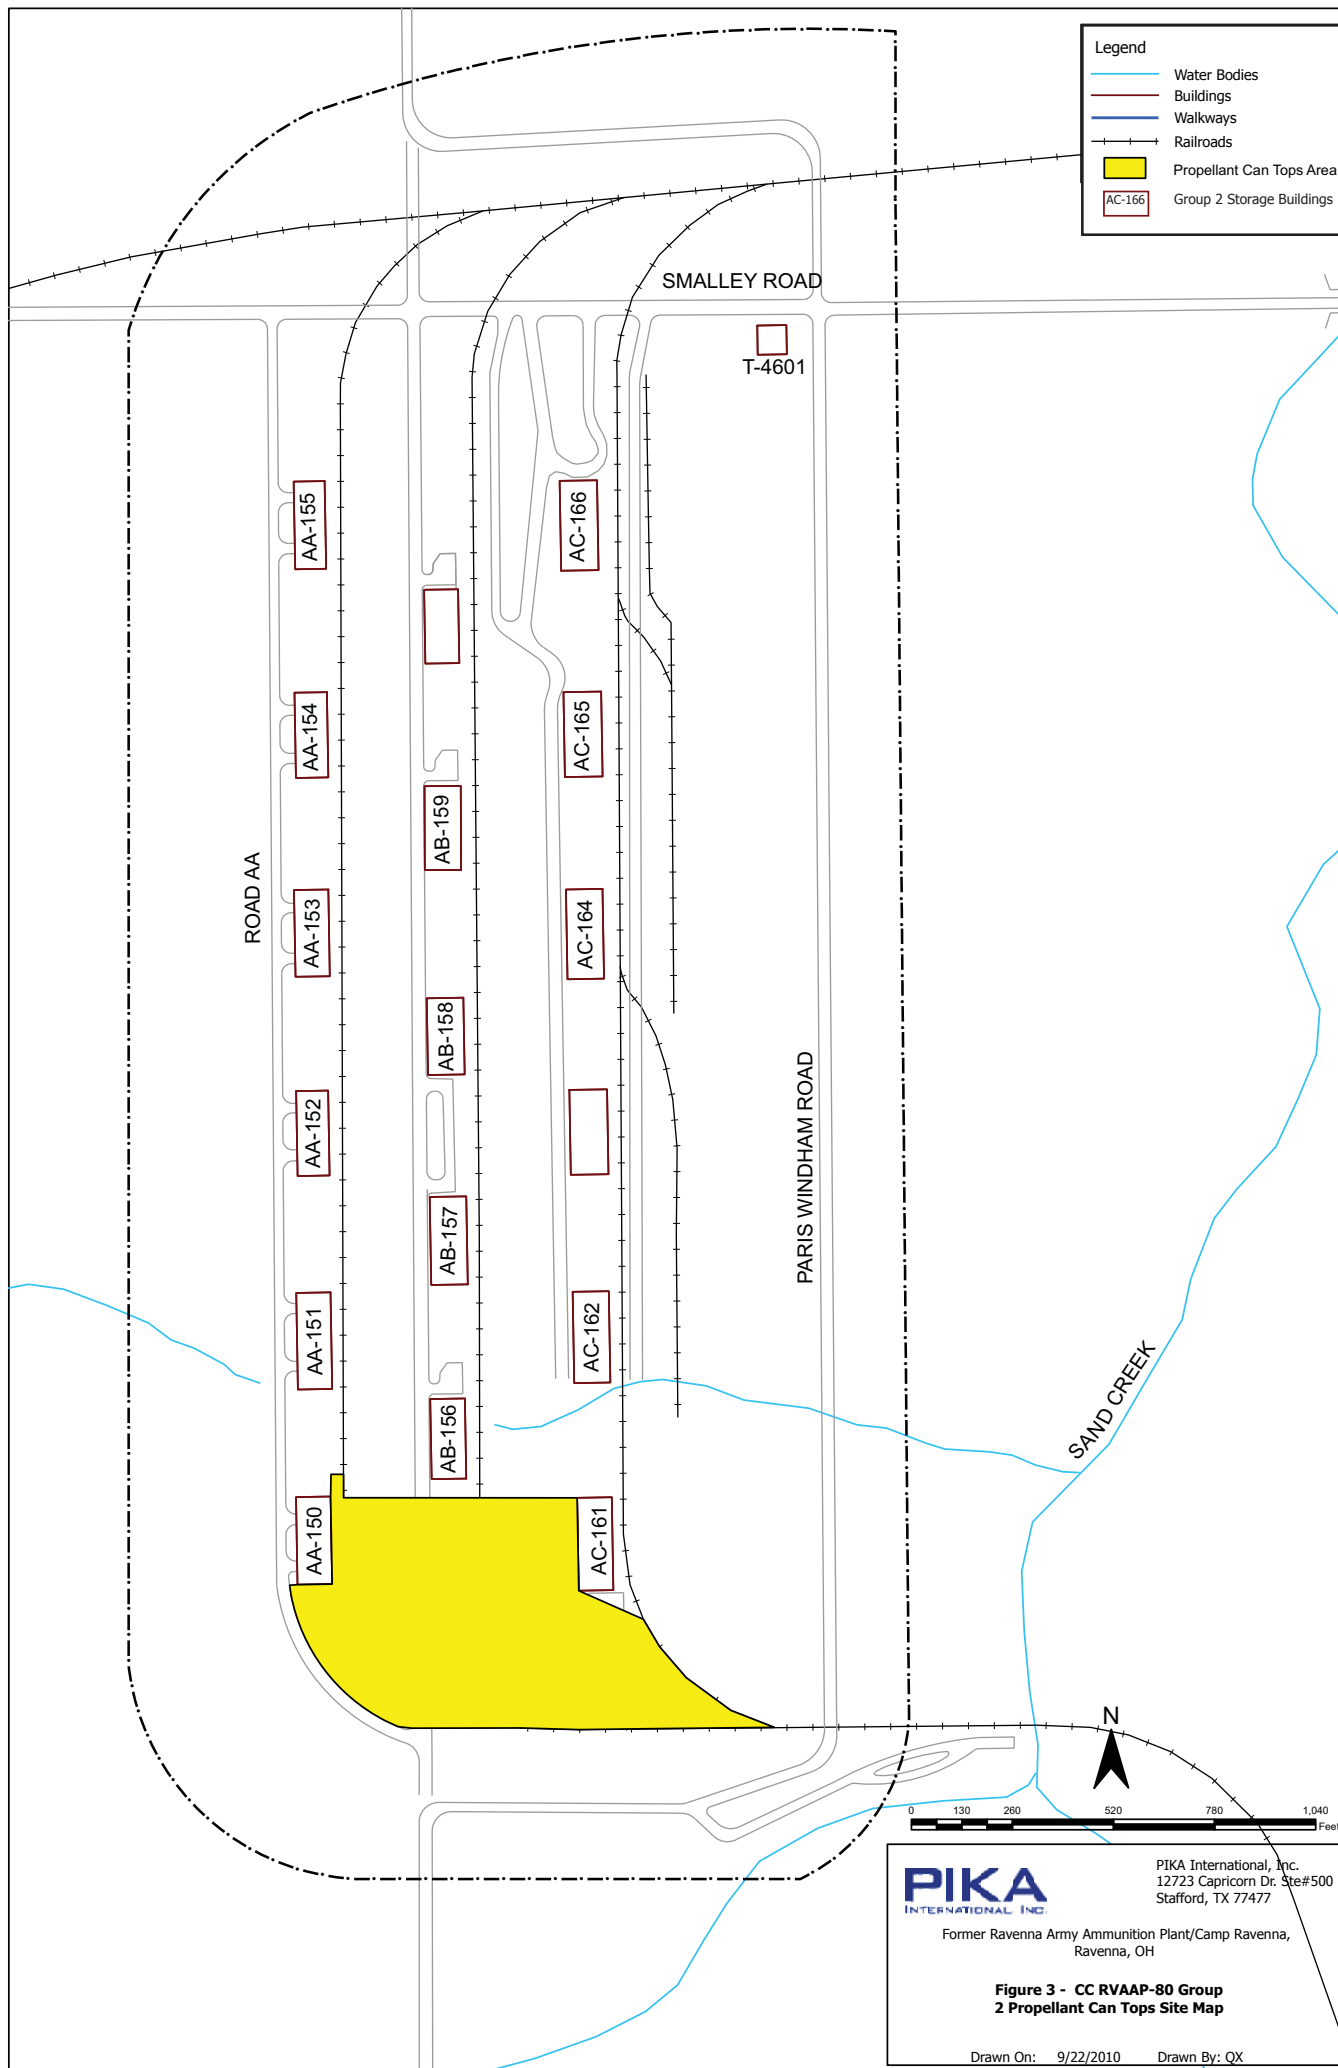 Legend
Water Bodies
Buildings
Walkways
Railroads
Propellant Can Tops Area
AC-166
Group 2 Storage Buildings
SMALLEY ROAD
T-4601
AA-155
AC-166
AA-154
AC-165
AB-159
ROAD AA
AA-153
AC-164
AB-158
AA-152
PARIS WINDHAM ROAD
AB-157
AA-151
AC-162
SAND CREEK
AB-156
AA-150
AC-161
N
0 130 260 520 780 1,040
Feet
PIKA
INTERNATIONAL, INC.
PIKA International, Inc.
12723 Capricorn Dr. Ste#500
Stafford, TX 77477
Former Ravenna Army Ammunition Plant/Camp Ravenna,
Ravenna, OH
Figure 3 - CC RVAAP-80 Group
2 Propellant Can Tops Site Map
Drawn On: 9/22/2010 Drawn By: QX